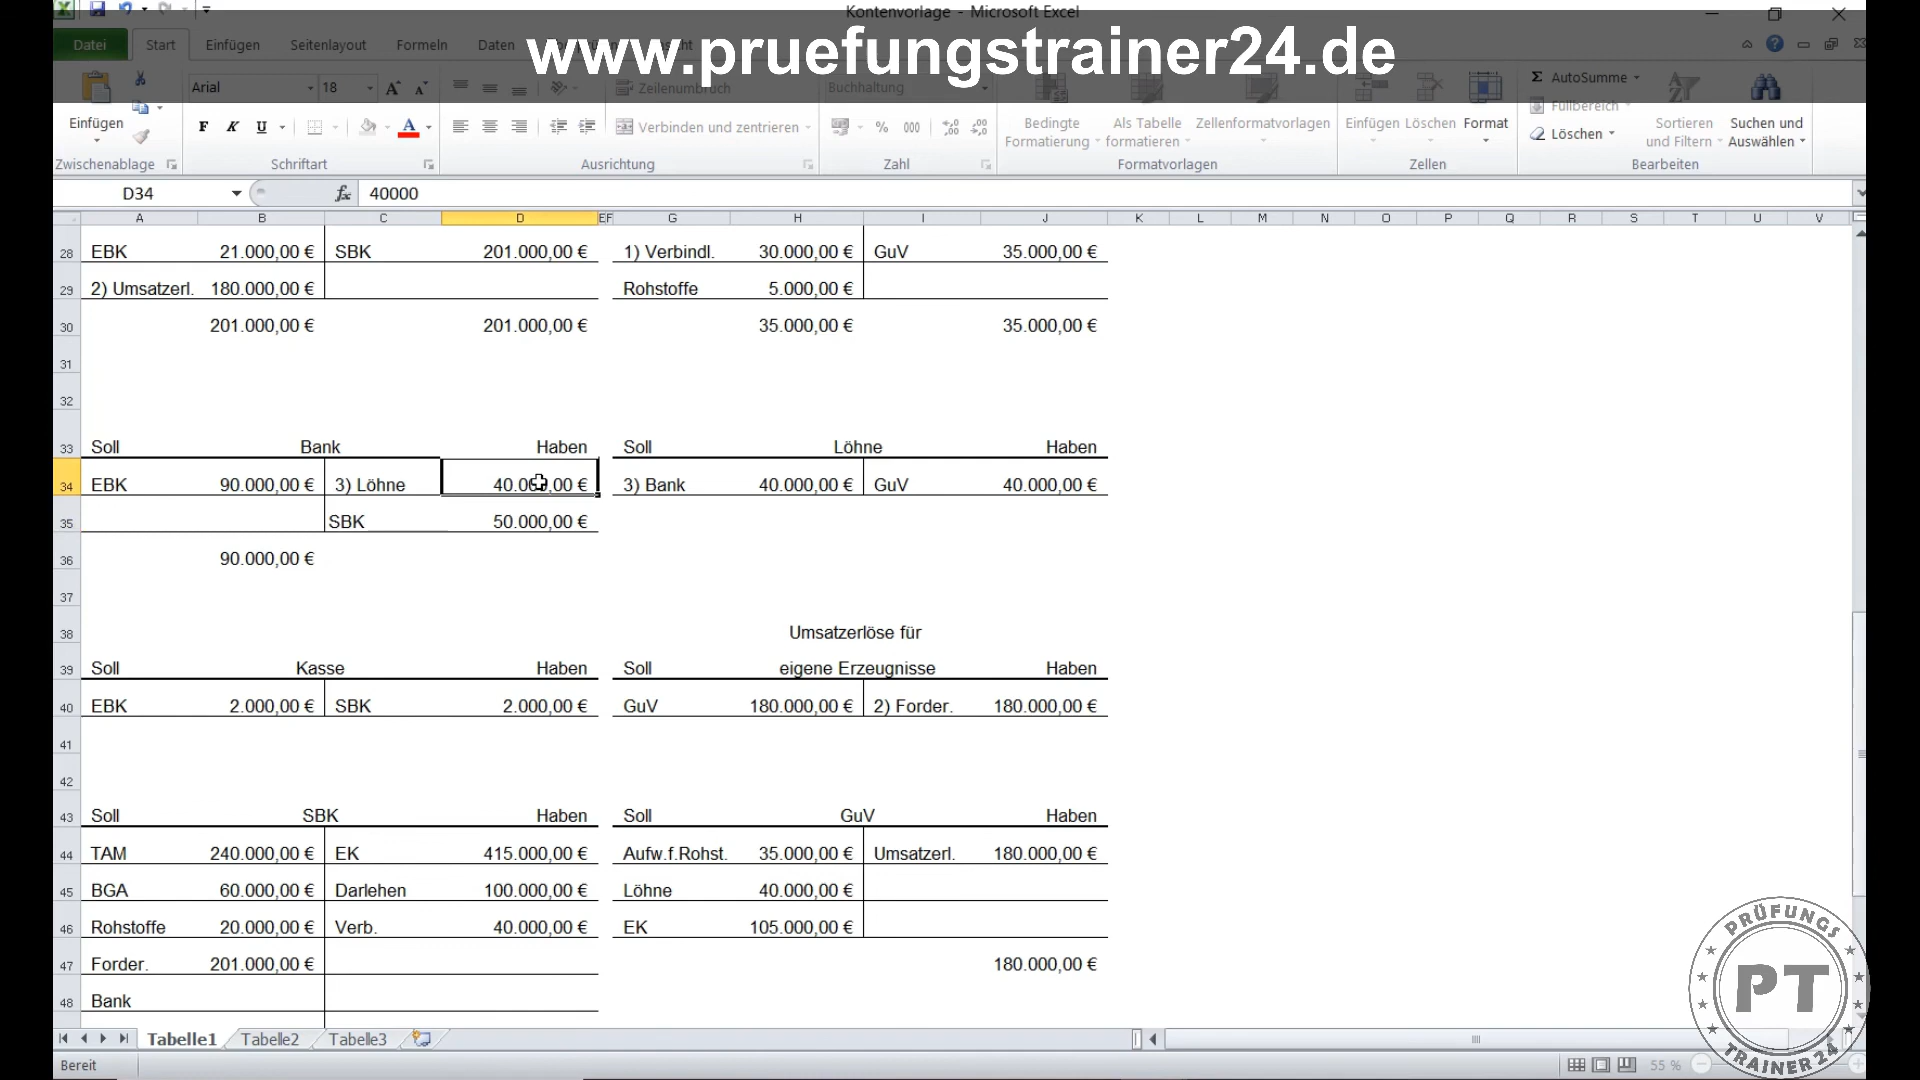 Kontenvorlage - Microsoft Excel
www.pruefungstrainer24.de
Datei Start Einfügen Seitenlayout Formeln Daten
Arial 18 Zeilenumbruch Buchhaltung Σ AutoSumme
Füllbereich
Einfügen F K U Verbinden und zentrieren % 000 Bedingte Formatierung Als Tabelle formatieren Zellenformatvorlagen Einfügen Löschen Format Löschen Sortieren und Filtern Suchen und Auswählen
Zwischenablage Schriftart Ausrichtung Zahl Formatvorlagen Zellen Bearbeiten
D34 fx 40000
A B C D E F G H I J K L M N O P Q R S T U V
28 EBK 21.000,00 € SBK 201.000,00 € 1) Verbindl. 30.000,00 € GuV 35.000,00 €
29 2) Umsatzerl. 180.000,00 € Rohstoffe 5.000,00 €
30 201.000,00 € 201.000,00 € 35.000,00 € 35.000,00 €
31
32
33 Soll Bank Haben Soll Löhne Haben
34 EBK 90.000,00 € 3) Löhne 40.000,00 € 3) Bank 40.000,00 € GuV 40.000,00 €
35 SBK 50.000,00 €
36 90.000,00 €
37
38 Umsatzerlöse für
39 Soll Kasse Haben Soll eigene Erzeugnisse Haben
40 EBK 2.000,00 € SBK 2.000,00 € GuV 180.000,00 € 2) Forder. 180.000,00 €
41
42
43 Soll SBK Haben Soll GuV Haben
44 TAM 240.000,00 € EK 415.000,00 € Aufw.f.Rohst. 35.000,00 € Umsatzerl. 180.000,00 €
45 BGA 60.000,00 € Darlehen 100.000,00 € Löhne 40.000,00 €
46 Rohstoffe 20.000,00 € Verb. 40.000,00 € EK 105.000,00 €
47 Forder. 201.000,00 € 180.000,00 €
48 Bank
Tabelle1 Tabelle2 Tabelle3
Bereit 55 %
PRÜFUNGS
PT
TRAINER 24